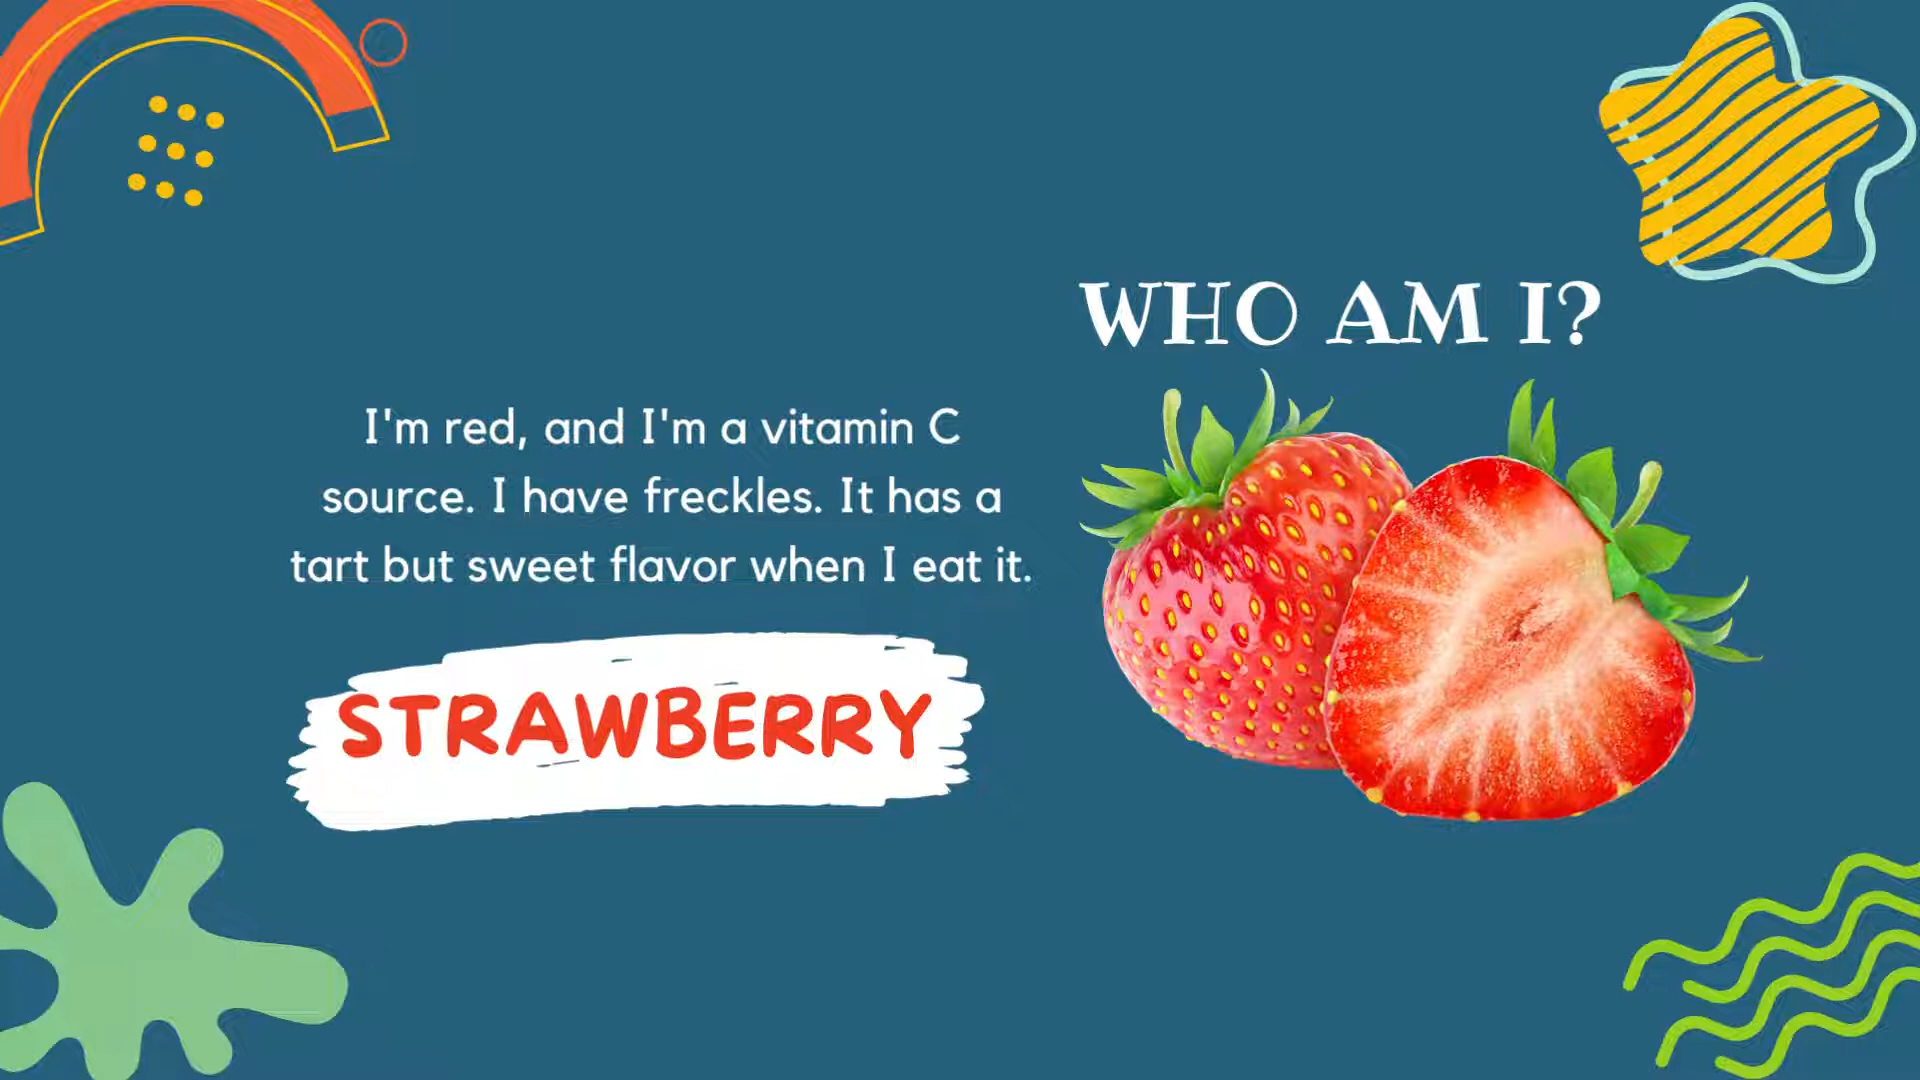 WHO AM I?
I'm red, and I'm a vitamin C
source. I have freckles. It has a
tart but sweet flavor when I eat it.
STRAWBERRY